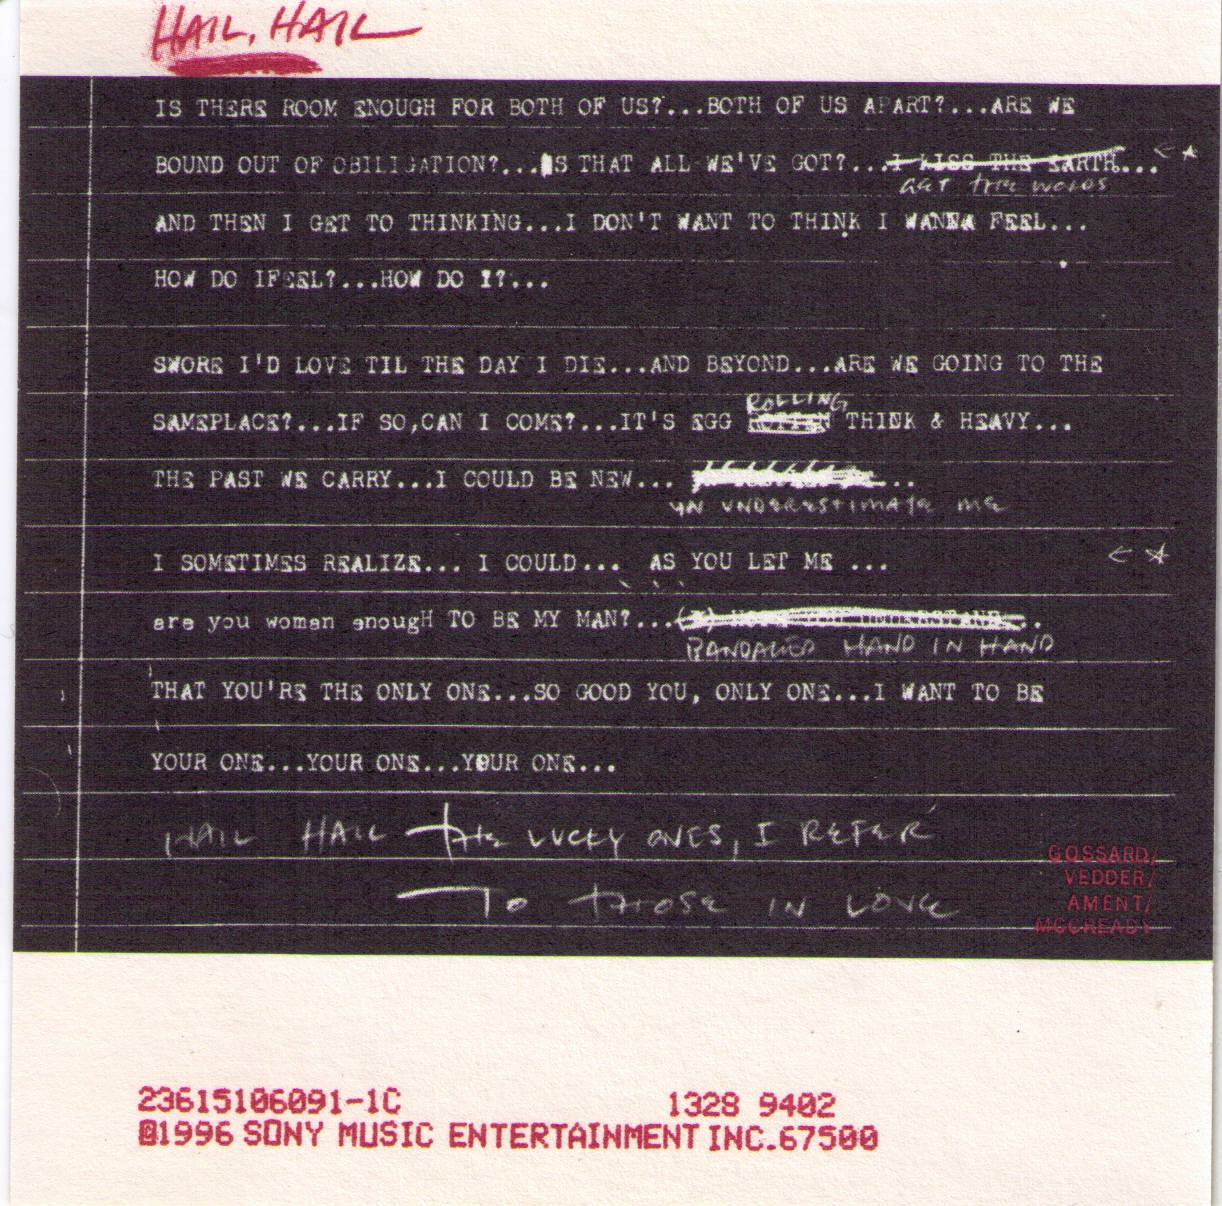 HAIL, HAIL
IS THERE ROOM ENOUGH FOR BOTH OF US?...BOTH OF US APART?...ARE WE
BOUND OUT OF OBILIGATION?...IS THAT ALL WE'VE GOT?...I KISS THE EARTH...
GET THE WORDS
AND THEN I GET TO THINKING...I DON'T WANT TO THINK I WANNA FEEL...
HOW DO IFEEL?...HOW DO I?...
SWORE I'D LOVE TIL THE DAY I DIE...AND BEYOND...ARE WE GOING TO THE
ROLLING
SAMEPLACE?...IF SO,CAN I COME?...IT'S EGG THINK & HEAVY...
THE PAST WE CARRY...I COULD BE NEW... ...
UNDERESTIMATE ME
I SOMETIMES REALIZE... I COULD... AS YOU LET ME ...
are you woman enougH TO BE MY MAN?... UNDERSTAND..
BANDAGED HAND IN HAND
THAT YOU'RE THE ONLY ONE...SO GOOD YOU, ONLY ONE...I WANT TO BE
YOUR ONE...YOUR ONE...YOUR ONE...
HAIL HAIL THE LUCKY ONES, I REFER
TO THOSE IN LOVE
GOSSARD/
VEDDER/
AMENT/
MCCREADY
23615106091-1C 1328 9402
©1996 SONY MUSIC ENTERTAINMENT INC.67500